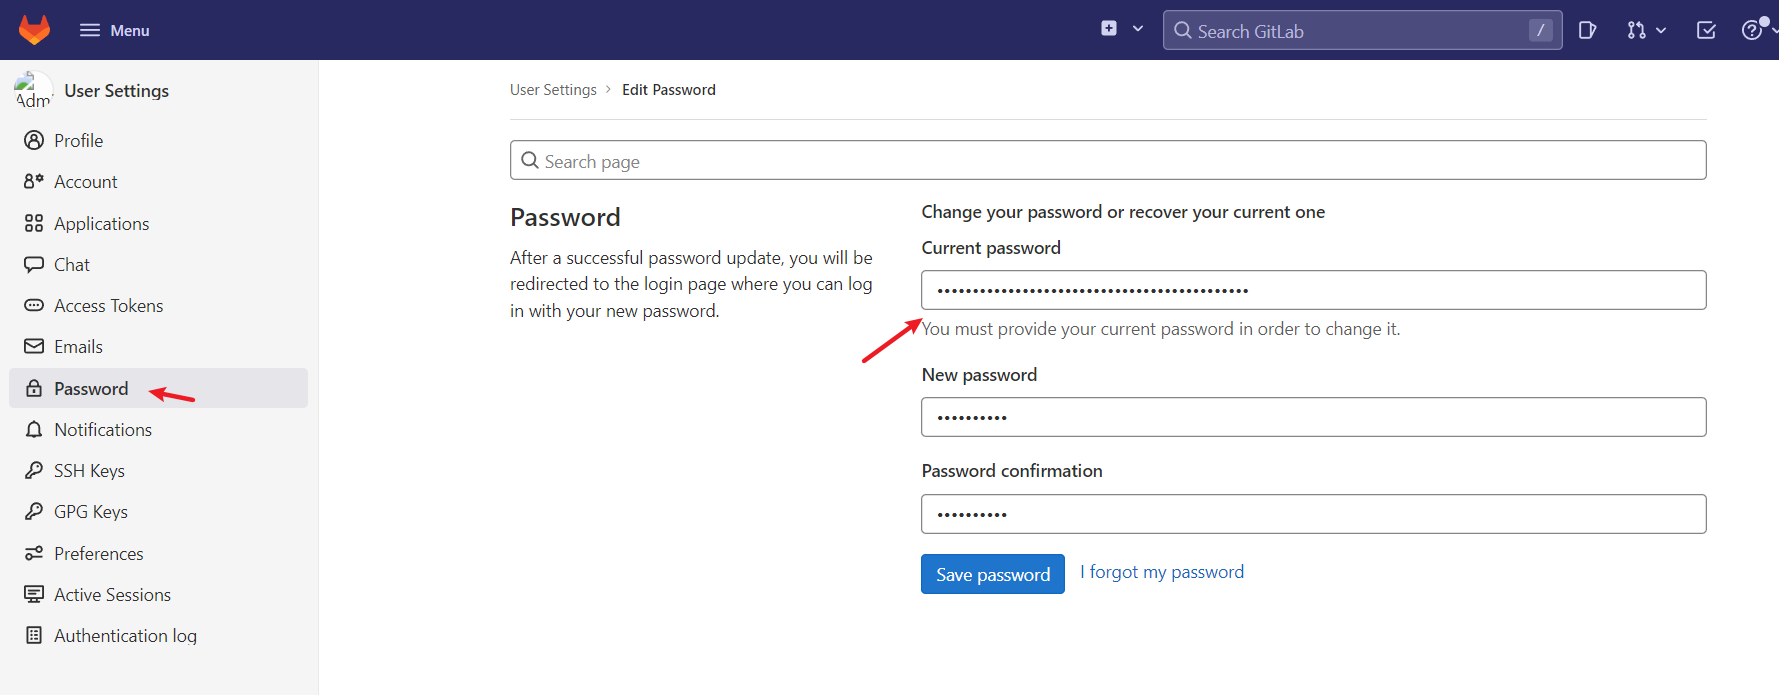 Menu
Search GitLab
/
Adm
User Settings
Profile
Account
Applications
Chat
Access Tokens
Emails
Password
Notifications
SSH Keys
GPG Keys
Preferences
Active Sessions
Authentication log
User Settings › Edit Password
Search page
Password
After a successful password update, you will be
redirected to the login page where you can log
in with your new password.
Change your password or recover your current one
Current password
••••••••••••••••••••••••••••••••••••••••••••
You must provide your current password in order to change it.
New password
••••••••••
Password confirmation
••••••••••
Save password
I forgot my password